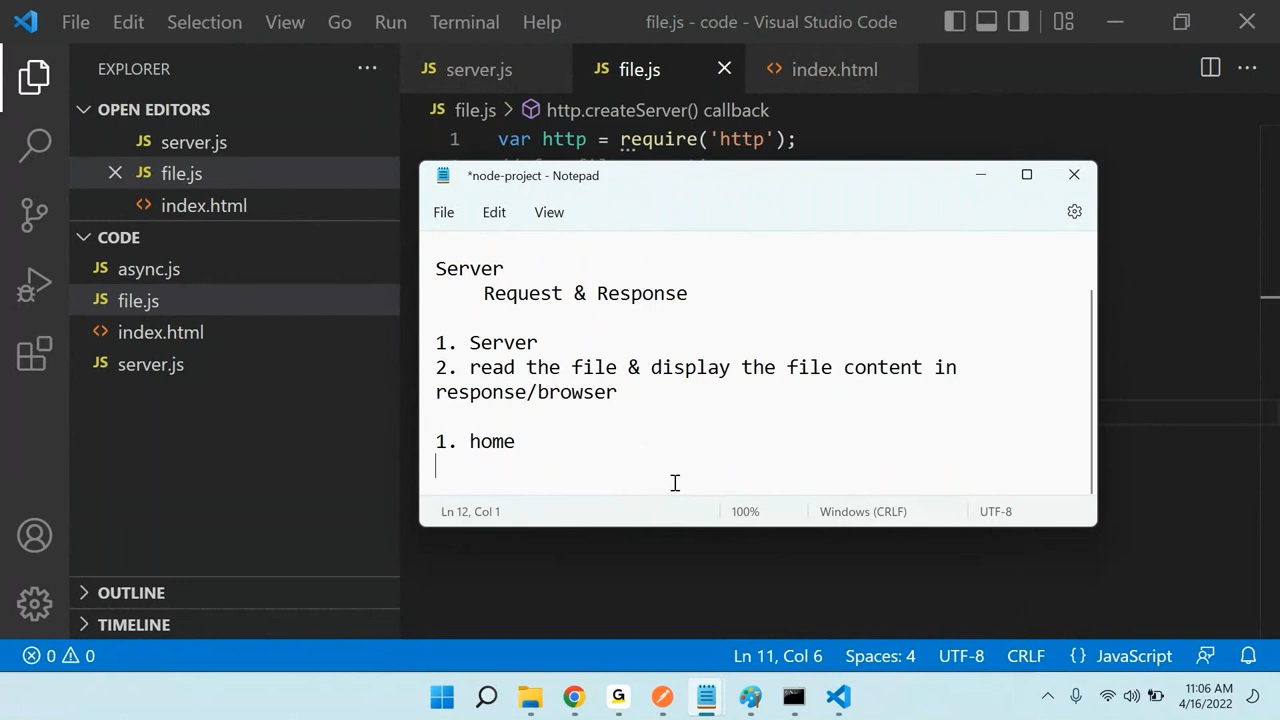 File Edit Selection View Go Run Terminal Help file.js - code - Visual Studio Code
EXPLORER
OPEN EDITORS
JS server.js
JS file.js
<> index.html
CODE
JS async.js
JS file.js
<> index.html
JS server.js
OUTLINE
TIMELINE
JS server.js JS file.js <> index.html
JS file.js > http.createServer() callback
1 var http = require('http');
*node-project - Notepad
File Edit View
Server
Request & Response
1. Server
2. read the file & display the file content in
response/browser
1. home
Ln 12, Col 1 100% Windows (CRLF) UTF-8
0 0 Ln 11, Col 6 Spaces: 4 UTF-8 CRLF {} JavaScript
G
11:06 AM
4/16/2022